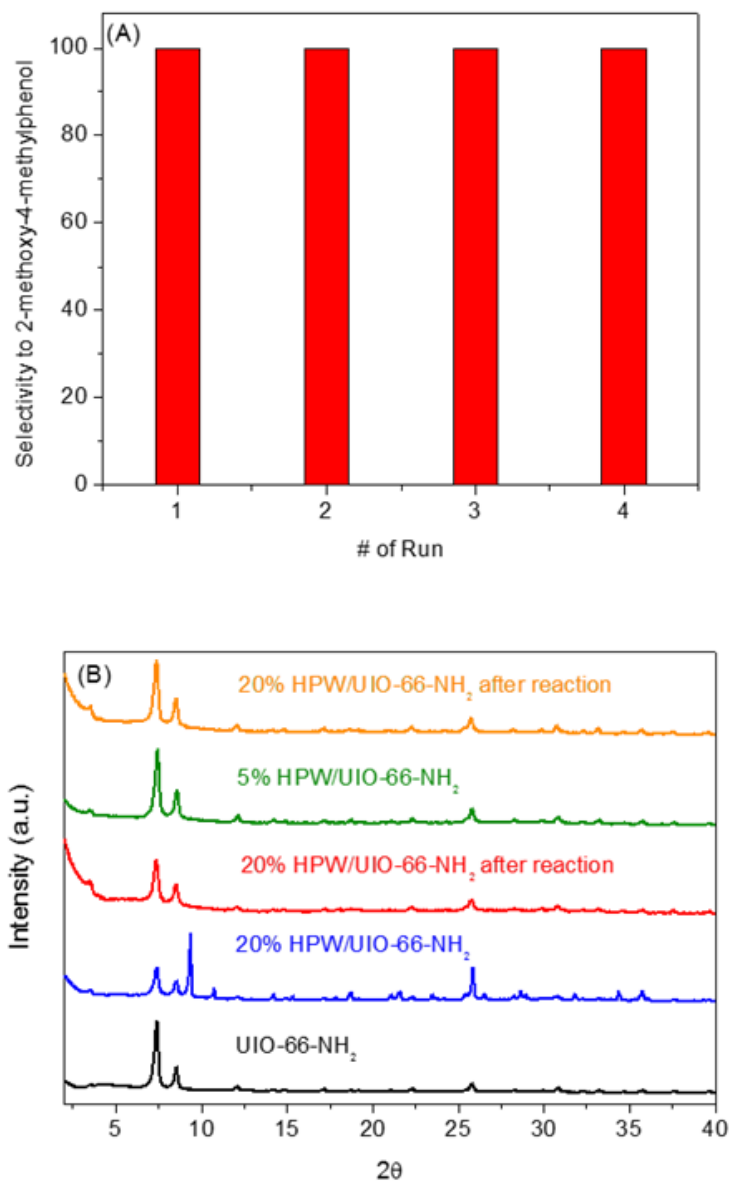 (A)
Selectivity to 2-methoxy-4-methylphenol
100
80
60
40
20
0
1 2 3 4
# of Run
(B)
20% HPW/UIO-66-NH₂ after reaction
5% HPW/UIO-66-NH₂
20% HPW/UIO-66-NH₂ after reaction
20% HPW/UIO-66-NH₂
UIO-66-NH₂
Intensity (a.u.)
5 10 15 20 25 30 35 40
2θ